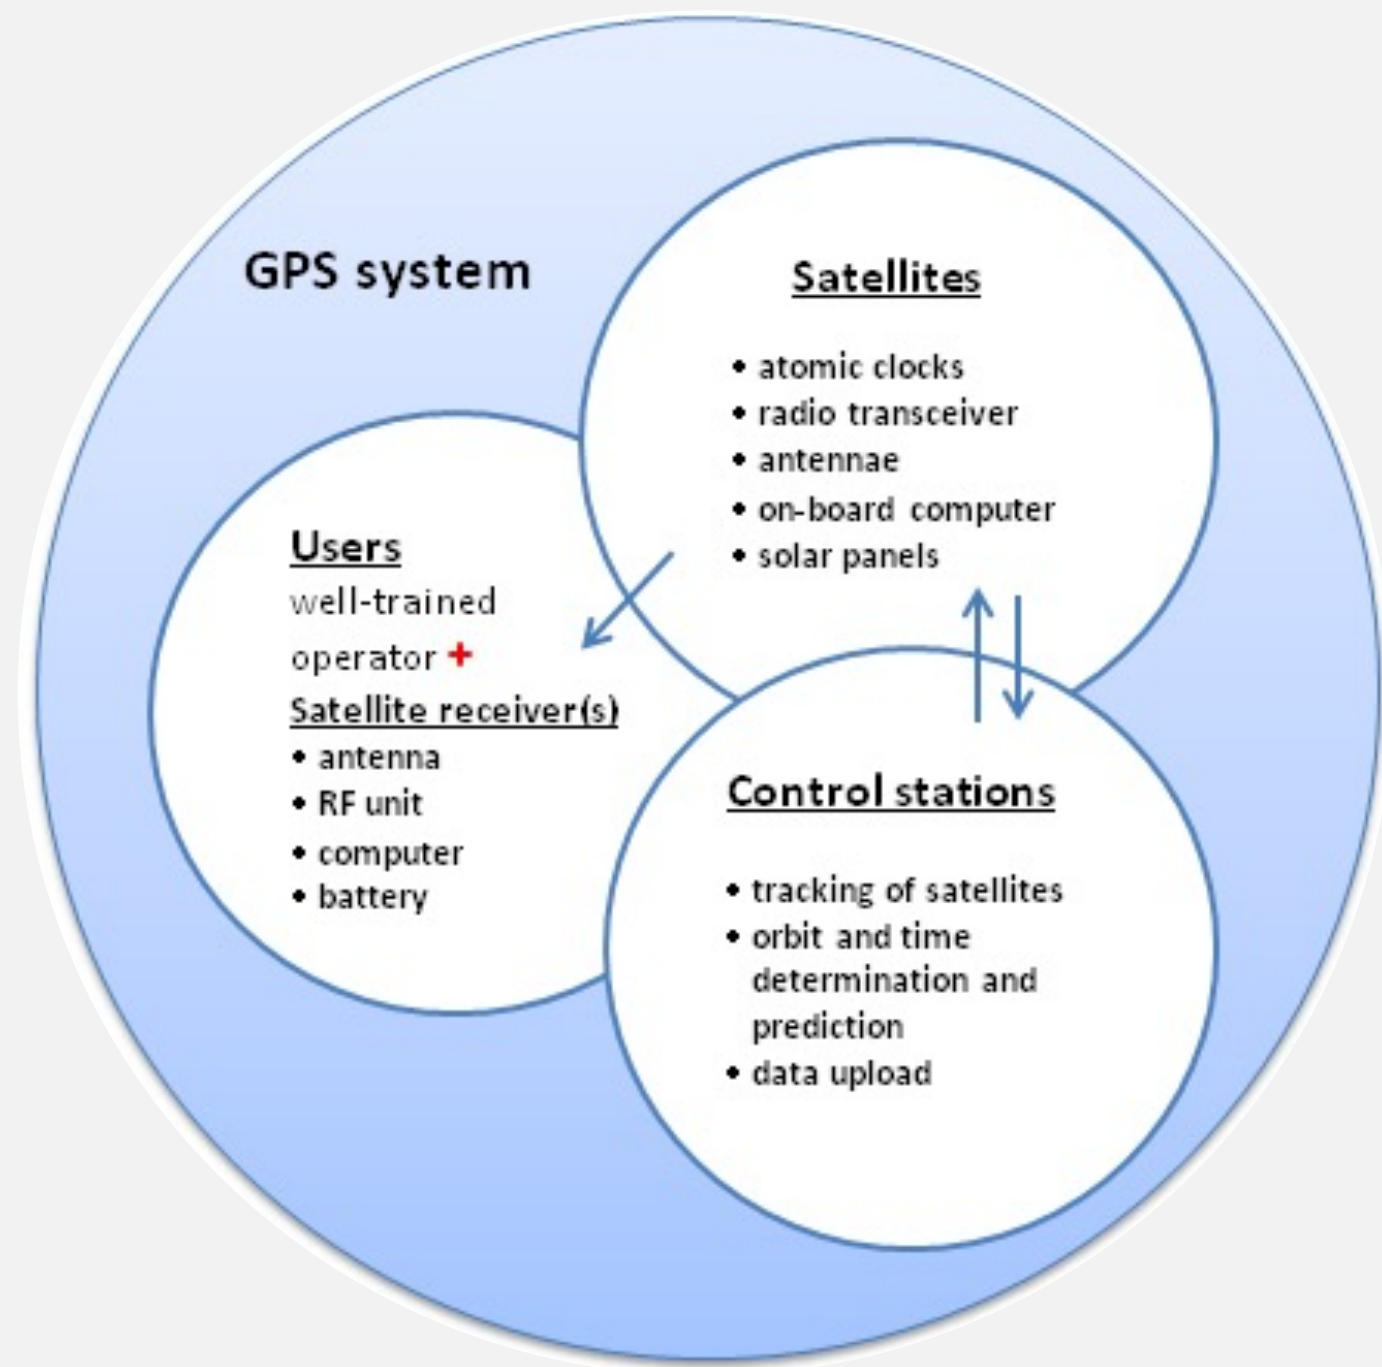 GPS system
Satellites
• atomic clocks
• radio transceiver
• antennae
• on-board computer
• solar panels
Users
well-trained
operator +
Satellite receiver(s)
• antenna
• RF unit
• computer
• battery
Control stations
• tracking of satellites
• orbit and time
determination and
prediction
• data upload